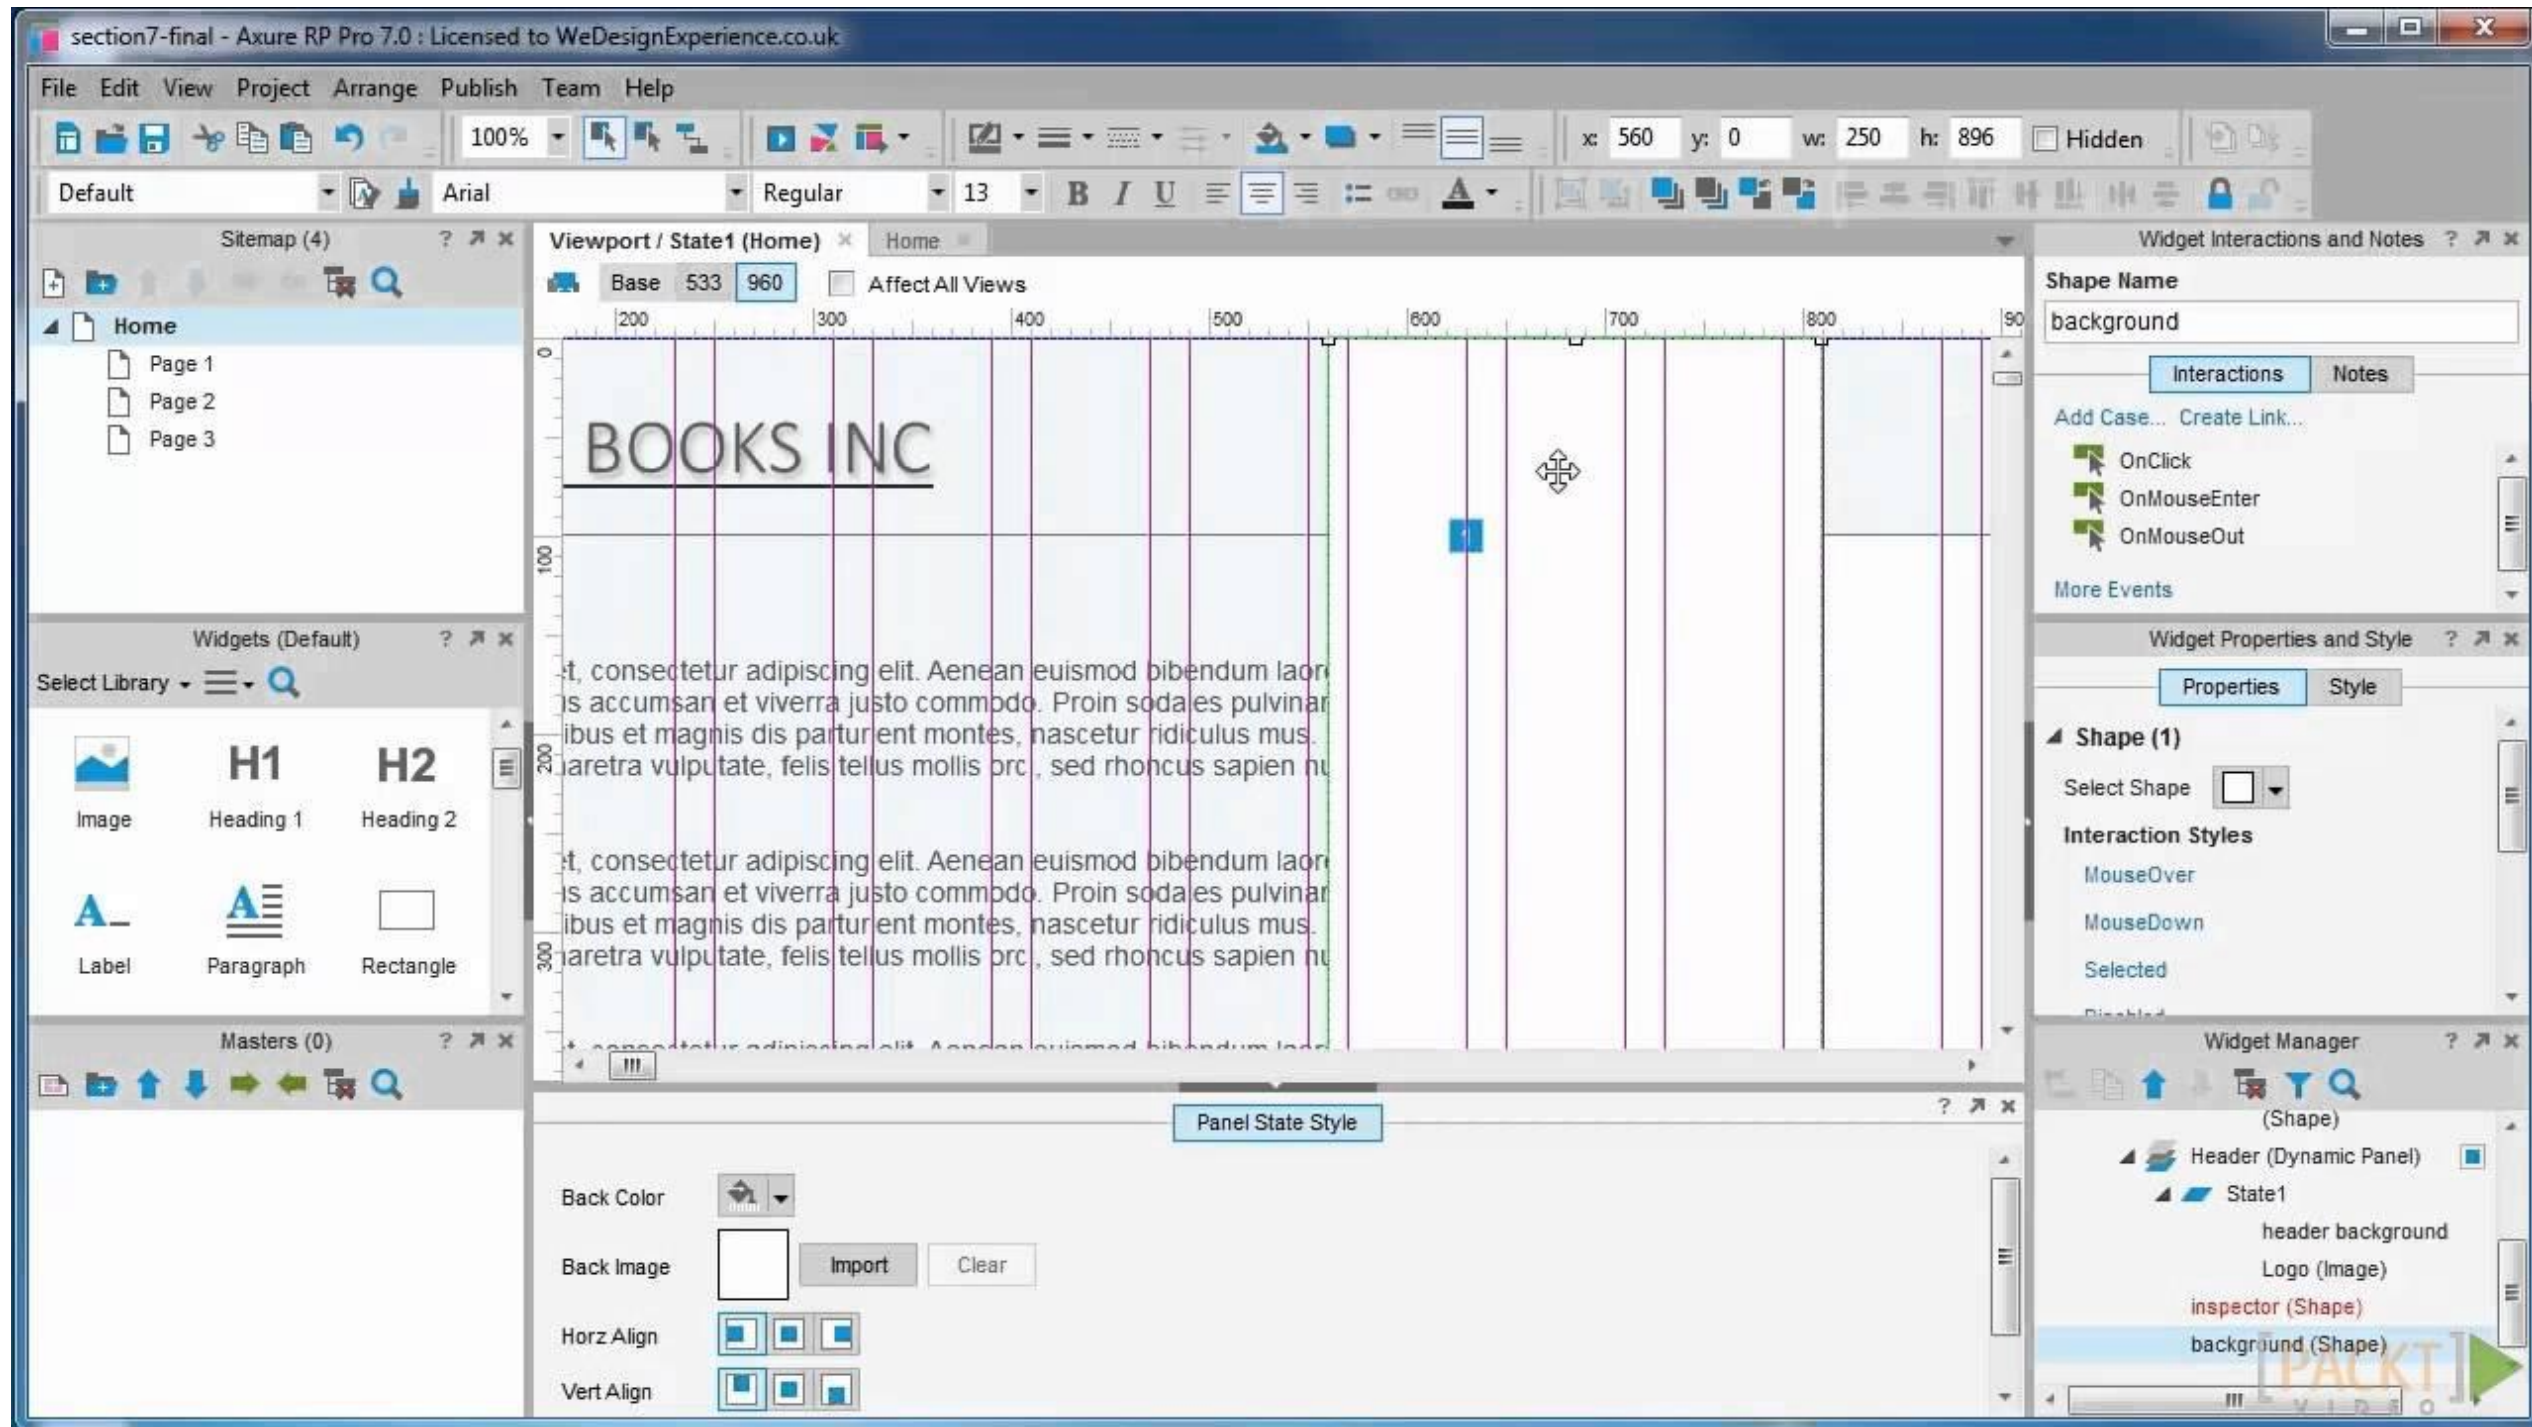 section7-final - Axure RP Pro 7.0 : Licensed to WeDesignExperience.co.uk
File Edit View Project Arrange Publish Team Help
100% x: 560 y: 0 w: 250 h: 896 Hidden
Default Arial Regular 13 B I U A
Sitemap (4) ?
Home
Page 1
Page 2
Page 3
Widgets (Default) ?
Select Library
H1 H2
Image Heading 1 Heading 2
A A
Label Paragraph Rectangle
Masters (0) ?
Viewport / State1 (Home) Home
Base 533 960 Affect All Views
200 300 400 500 600 700 800 90
0
100
200
300
BOOKS INC
et, consectetur adipiscing elit. Aenean euismod bibendum laor
is accumsan et viverra justo commodo. Proin sodales pulvinar
ibus et magnis dis parturient montes, nascetur ridiculus mus.
aretra vulputate, felis tellus mollis orci, sed rhoncus sapien nu
et, consectetur adipiscing elit. Aenean euismod bibendum laor
is accumsan et viverra justo commodo. Proin sodales pulvinar
ibus et magnis dis parturient montes, nascetur ridiculus mus.
aretra vulputate, felis tellus mollis orci, sed rhoncus sapien nu
?
Panel State Style
Back Color
Back Image Import Clear
Horz Align
Vert Align
Widget Interactions and Notes ?
Shape Name
background
Interactions Notes
Add Case... Create Link...
OnClick
OnMouseEnter
OnMouseOut
More Events
Widget Properties and Style ?
Properties Style
Shape (1)
Select Shape
Interaction Styles
MouseOver
MouseDown
Selected
Disabled
Widget Manager ?
(Shape)
Header (Dynamic Panel)
State1
header background
Logo (Image)
inspector (Shape)
background (Shape)
[PACKT]
VIDEO